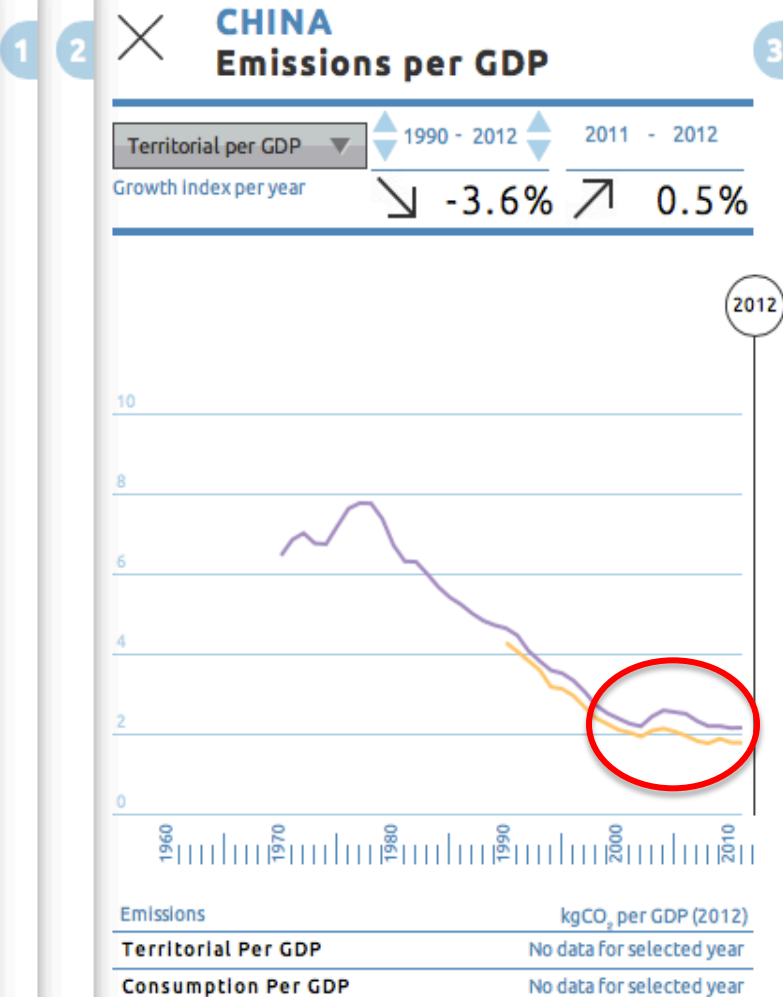 1
2
3
CHINA
Emissions per GDP
Territorial per GDP
1990 - 2012
2011 - 2012
Growth index per year
-3.6%
0.5%
2012
10
8
6
4
2
0
1960
1970
1980
1990
2000
2010
Emissions kgCO₂ per GDP (2012)
Territorial Per GDP No data for selected year
Consumption Per GDP No data for selected year